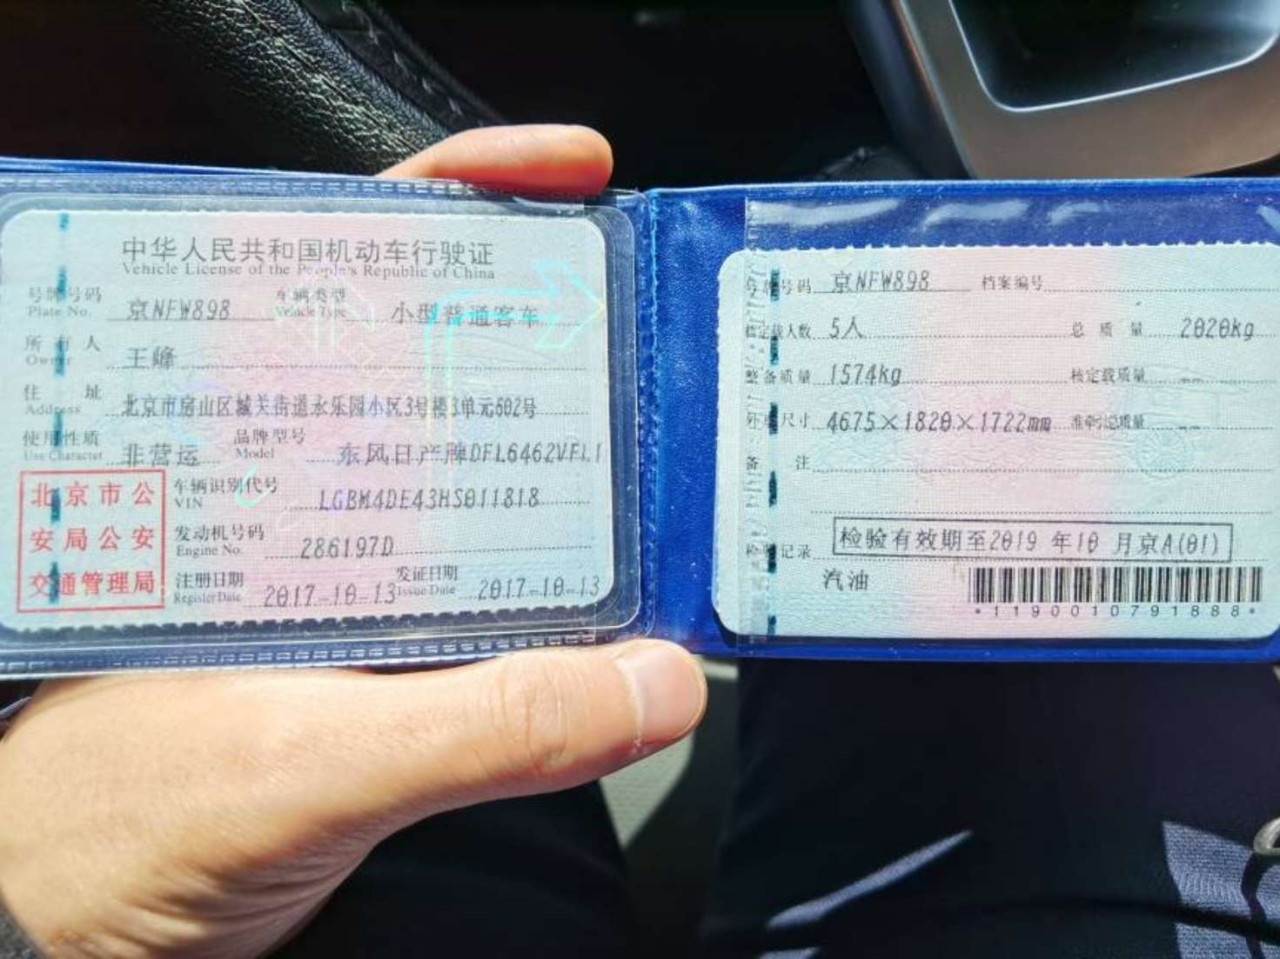 中华人民共和国机动车行驶证
Vehicle License of the People's Republic of China
号牌号码 京NFW898 车辆类型 小型普通客车
Plate No. Vehicle Type
所有人 王峰
Owner
住址 北京市房山区城关街道永乐园小区3号楼3单元602号
Address
使用性质 非营运 品牌型号 东风日产牌DFL6462VFL1
Use Character Model
北京市公
安局公安
交通管理局
车辆识别代号 LGBM4DE43HS011818
VIN
发动机号码 286197D
Engine No.
注册日期 2017-10-13 发证日期 2017-10-13
Register Date Issue Date
号牌号码 京NFW898 档案编号
核定载人数 5人 总质量 2020kg
整备质量 1574kg 核定载质量 --
外廓尺寸 4675×1820×1722mm 准牵引总质量 --
备注
检验记录 检验有效期至2019年10月京A(01)
汽油
*1190010791888*